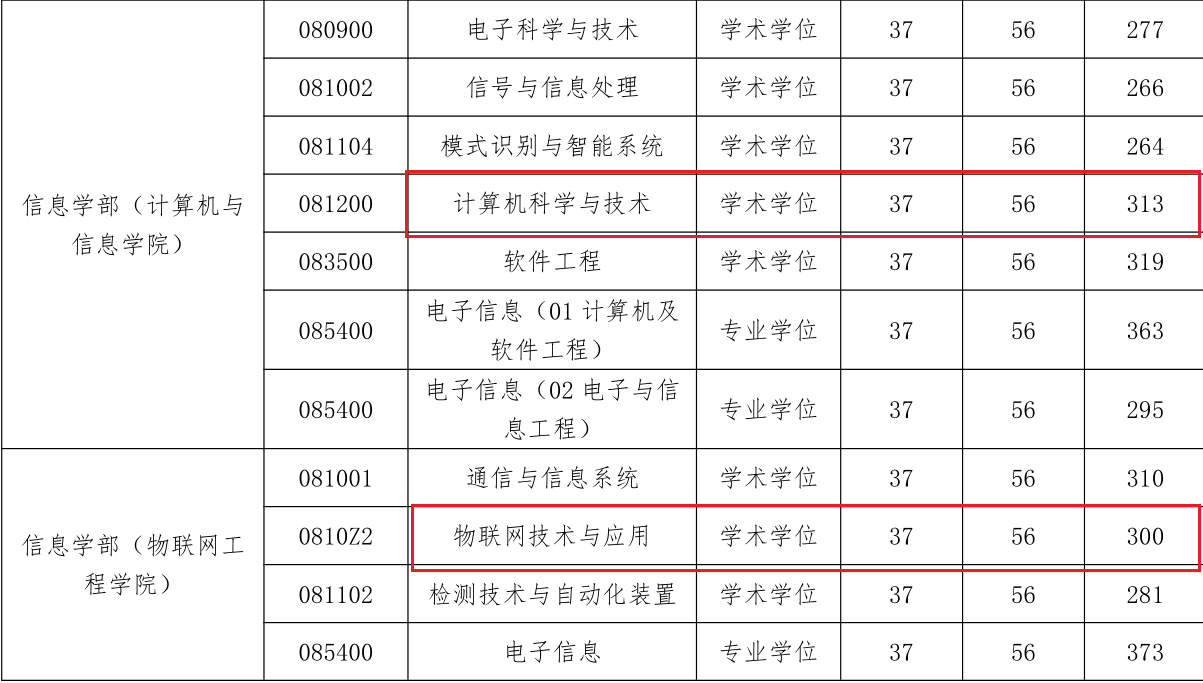 080900 电子科学与技术 学术学位 37 56 277
081002 信号与信息处理 学术学位 37 56 266
081104 模式识别与智能系统 学术学位 37 56 264
信息学部（计算机与
信息学院）
081200 计算机科学与技术 学术学位 37 56 313
083500 软件工程 学术学位 37 56 319
085400 电子信息（01 计算机及
软件工程） 专业学位 37 56 363
085400 电子信息（02 电子与信
息工程） 专业学位 37 56 295
081001 通信与信息系统 学术学位 37 56 310
信息学部（物联网工
程学院）
0810Z2 物联网技术与应用 学术学位 37 56 300
081102 检测技术与自动化装置 学术学位 37 56 281
085400 电子信息 专业学位 37 56 373